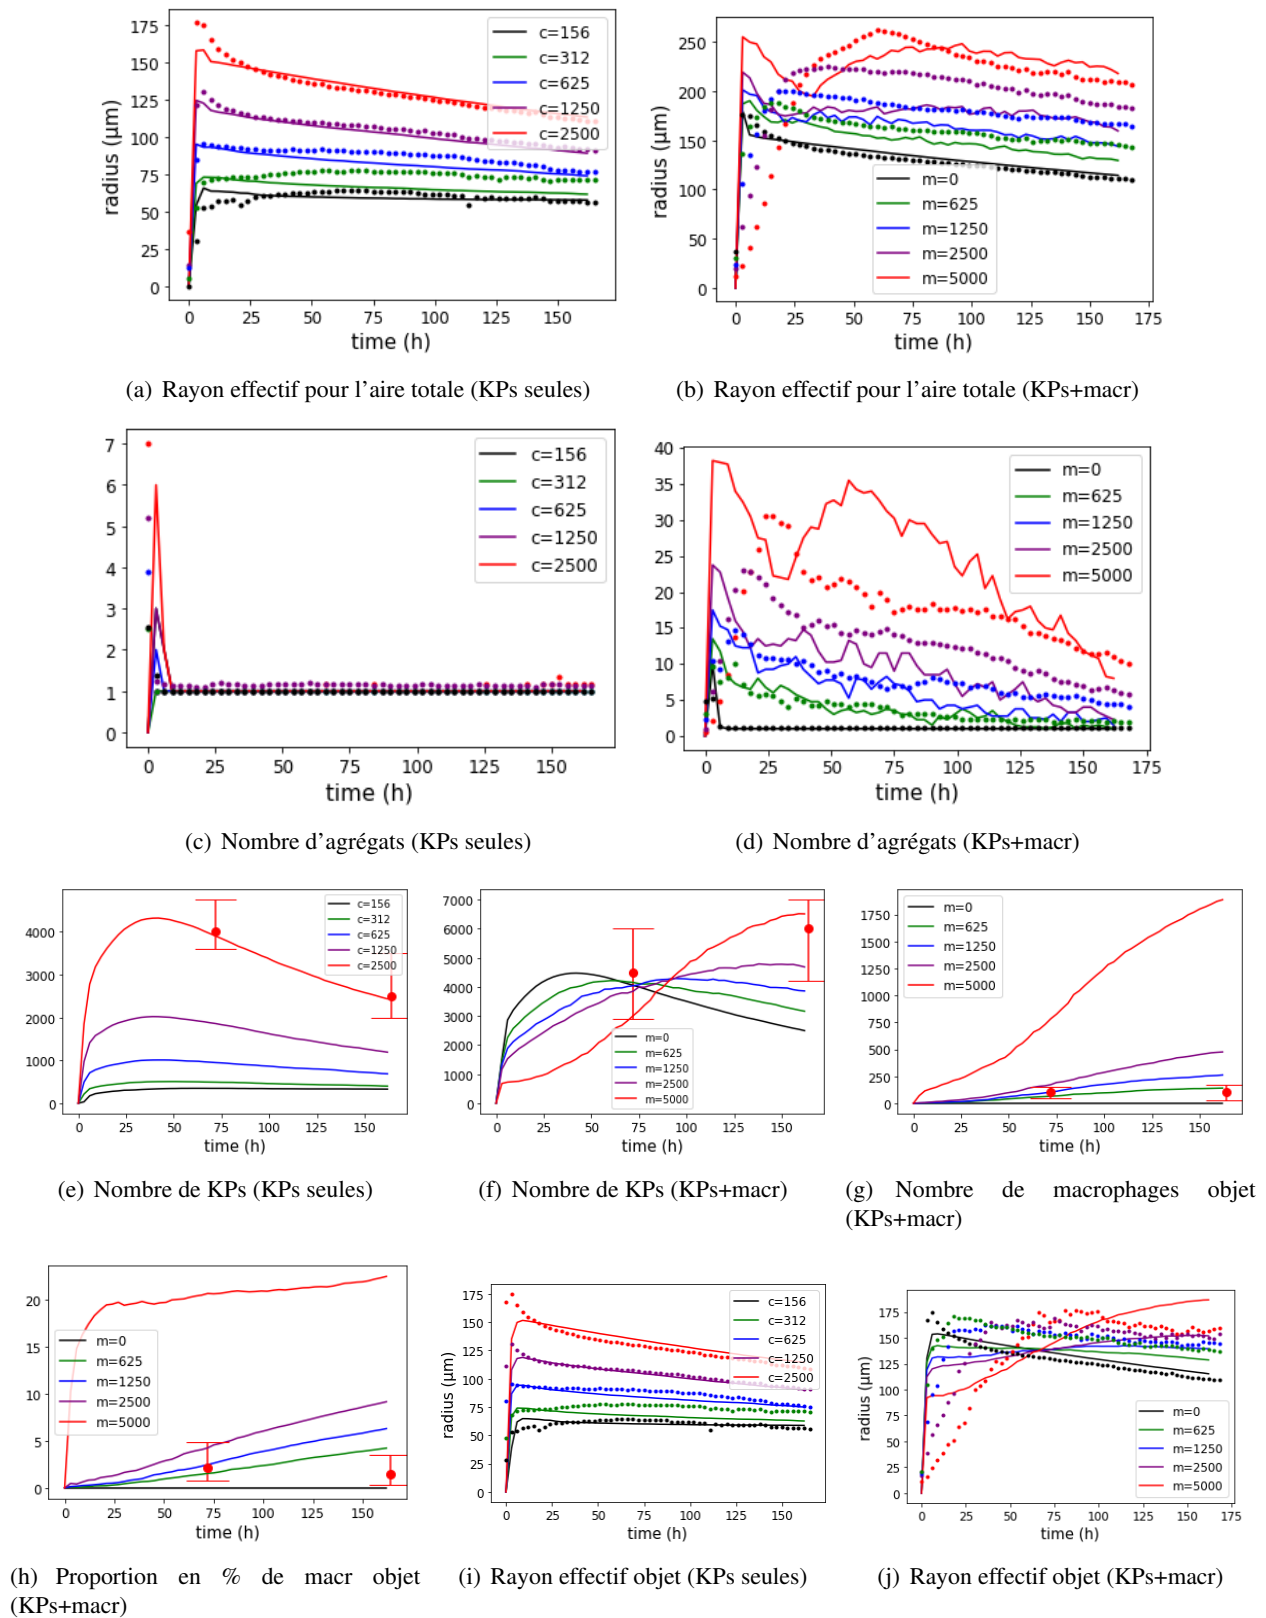 radius (µm)
175
150
125
100
75
50
25
0
c=156
c=312
c=625
c=1250
c=2500
0 25 50 75 100 125 150
time (h)
(a) Rayon effectif pour l'aire totale (KPs seules)
radius (µm)
250
200
150
100
50
0
m=0
m=625
m=1250
m=2500
m=5000
0 25 50 75 100 125 150 175
time (h)
(b) Rayon effectif pour l'aire totale (KPs+macr)
7
6
5
4
3
2
1
0
c=156
c=312
c=625
c=1250
c=2500
0 25 50 75 100 125 150
time (h)
(c) Nombre d'agrégats (KPs seules)
40
35
30
25
20
15
10
5
0
m=0
m=625
m=1250
m=2500
m=5000
0 25 50 75 100 125 150 175
time (h)
(d) Nombre d'agrégats (KPs+macr)
4000
3000
2000
1000
0
c=156
c=312
c=625
c=1250
c=2500
0 25 50 75 100 125 150
time (h)
(e) Nombre de KPs (KPs seules)
7000
6000
5000
4000
3000
2000
1000
0
m=0
m=625
m=1250
m=2500
m=5000
0 25 50 75 100 125 150
time (h)
(f) Nombre de KPs (KPs+macr)
1750
1500
1250
1000
750
500
250
0
m=0
m=625
m=1250
m=2500
m=5000
0 25 50 75 100 125 150
time (h)
(g) Nombre de macrophages objet
(KPs+macr)
20
15
10
5
0
m=0
m=625
m=1250
m=2500
m=5000
0 25 50 75 100 125 150
time (h)
(h) Proportion en % de macr objet
(KPs+macr)
radius (µm)
175
150
125
100
75
50
25
0
c=156
c=312
c=625
c=1250
c=2500
0 25 50 75 100 125 150
time (h)
(i) Rayon effectif objet (KPs seules)
radius (µm)
175
150
125
100
75
50
25
0
m=0
m=625
m=1250
m=2500
m=5000
0 25 50 75 100 125 150 175
time (h)
(j) Rayon effectif objet (KPs+macr)